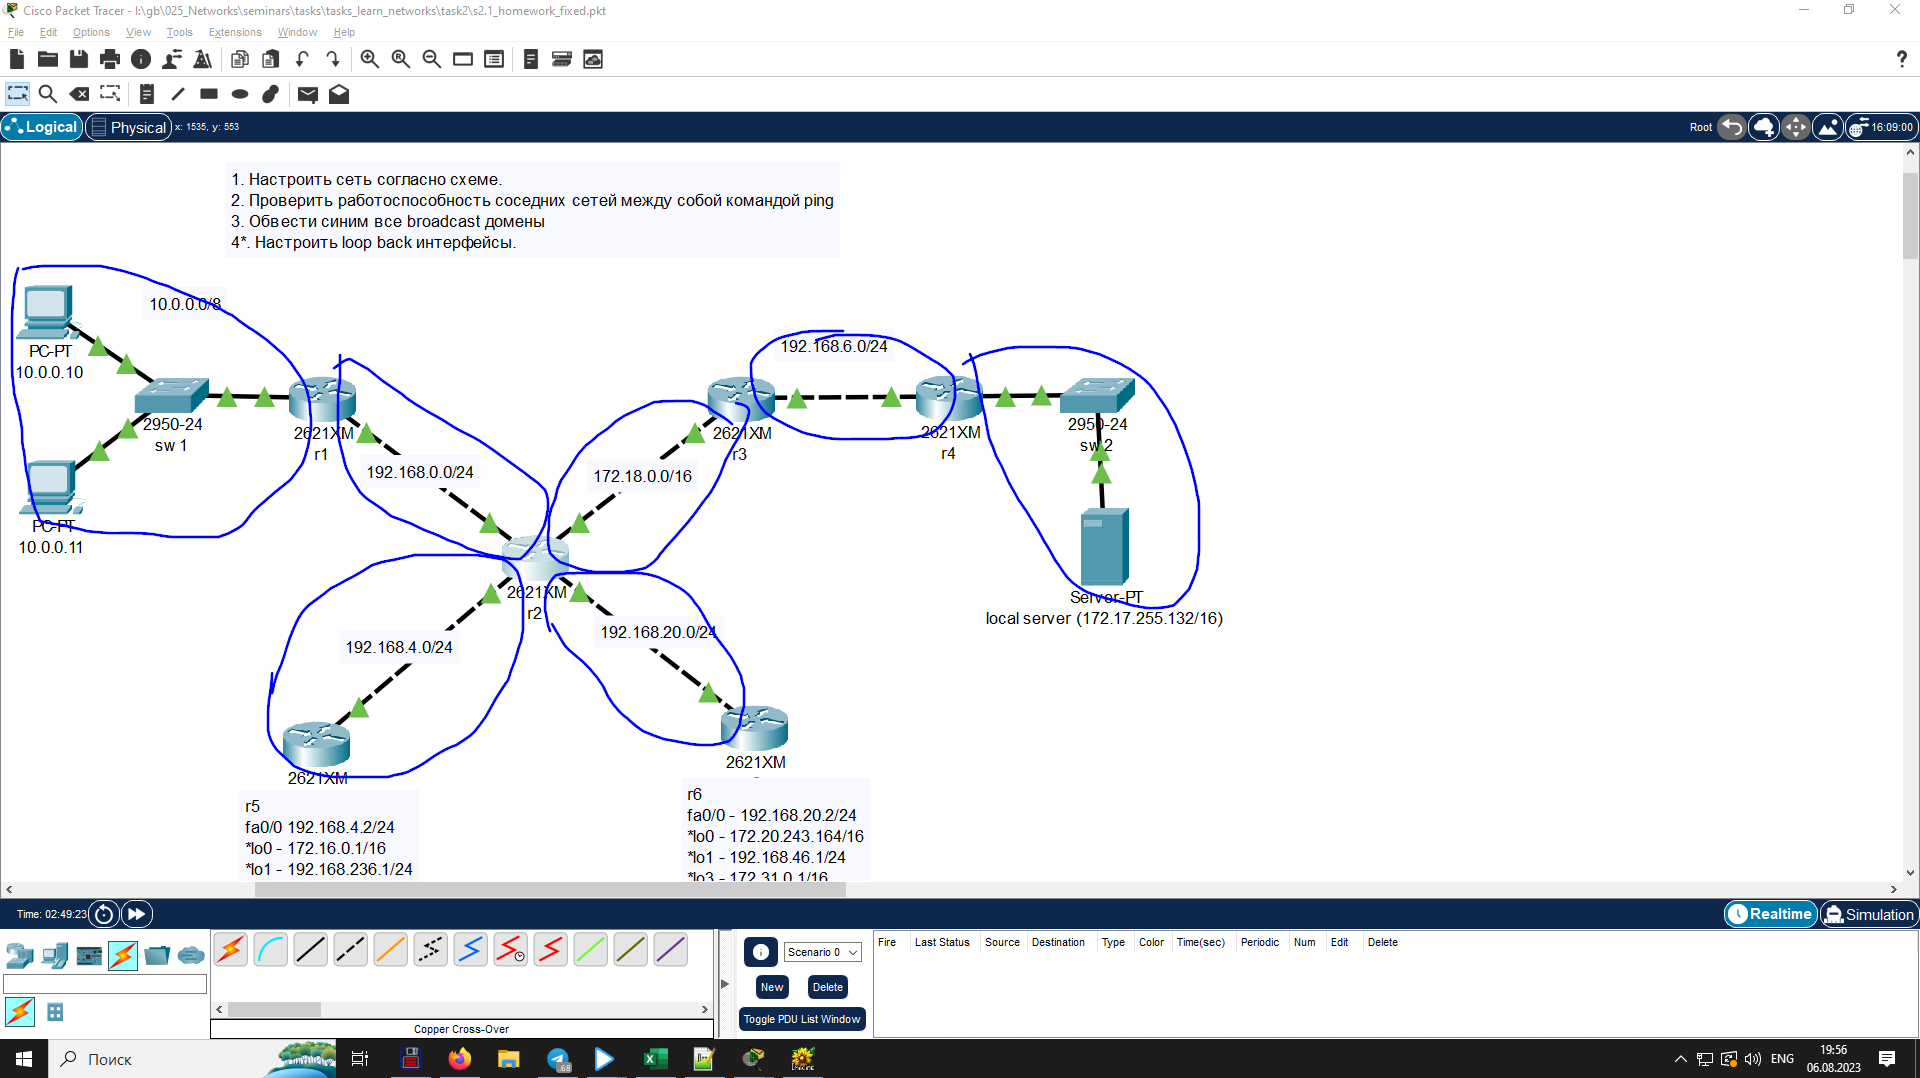 Cisco Packet Tracer - I:\gb\025_Networks\seminars\tasks\tasks_learn_networks\task2\s2.1_homework_fixed.pkt
File Edit Options View Tools Extensions Window Help
?
Logical Physical x: 1535, y: 553 Root 16:09:00
1. Настроить сеть согласно схеме.
2. Проверить работоспособность соседних сетей между собой командой ping
3. Обвести синим все broadcast домены
4*. Настроить loop back интерфейсы.
10.0.0.0/8
PC-PT
10.0.0.10
2950-24
sw 1
PC-PT
10.0.0.11
2621XM
r1
192.168.0.0/24
172.18.0.0/16
2621XM
r3
192.168.6.0/24
2621XM
r4
2950-24
sw 2
Server-PT
local server (172.17.255.132/16)
2621XM
r2
192.168.4.0/24
192.168.20.0/24
2621XM
r5
fa0/0 192.168.4.2/24
*lo0 - 172.16.0.1/16
*lo1 - 192.168.236.1/24
2621XM
r6
fa0/0 - 192.168.20.2/24
*lo0 - 172.20.243.164/16
*lo1 - 192.168.46.1/24
*lo3 - 172.31.0.1/16
Time: 02:49:23 Realtime Simulation
Scenario 0
New Delete
Toggle PDU List Window
Fire Last Status Source Destination Type Color Time(sec) Periodic Num Edit Delete
Copper Cross-Over
Поиск
68
ENG
19:56
06.08.2023